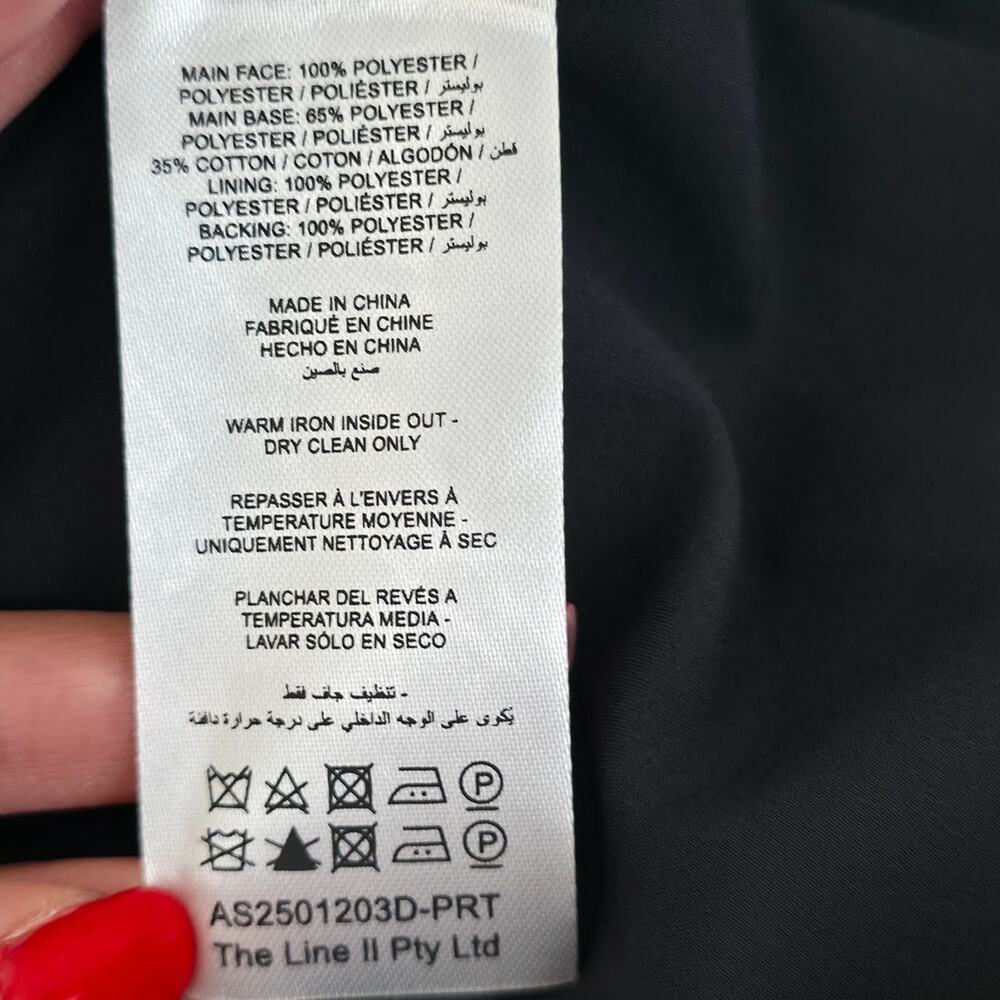 MAIN FACE: 100% POLYESTER /
POLYESTER / POLIÉSTER / بوليستر
MAIN BASE: 65% POLYESTER /
POLYESTER / POLIÉSTER / بوليستر
35% COTTON / COTON / ALGODÓN / قطن
LINING: 100% POLYESTER /
POLYESTER / POLIÉSTER / بوليستر
BACKING: 100% POLYESTER /
POLYESTER / POLIÉSTER / بوليستر
MADE IN CHINA
FABRIQUÉ EN CHINE
HECHO EN CHINA
صنع بالصين
WARM IRON INSIDE OUT -
DRY CLEAN ONLY
REPASSER À L'ENVERS À
TEMPERATURE MOYENNE -
UNIQUEMENT NETTOYAGE À SEC
PLANCHAR DEL REVÉS A
TEMPERATURA MEDIA -
LAVAR SÓLO EN SECO
- تنظيف جاف فقط
يُكوى على الوجه الداخلي على درجة حرارة دافئة
P
P
AS2501203D-PRT
The Line II Pty Ltd